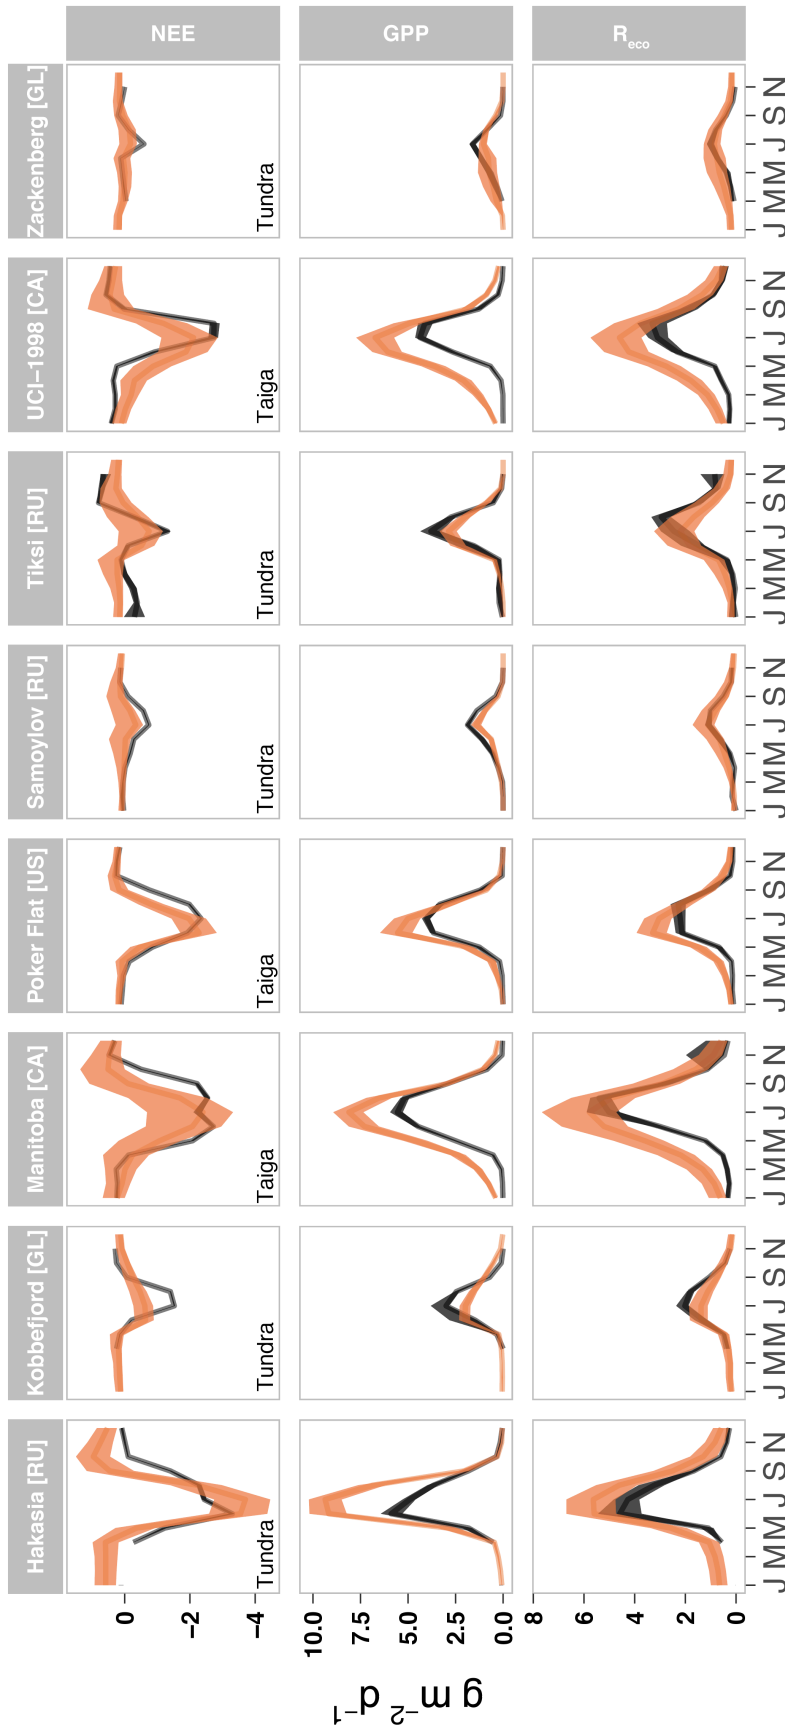 Hakasia [RU] Kobbefjord [GL] Manitoba [CA] Poker Flat [US] Samoylov [RU] Tiksi [RU] UCI−1998 [CA] Zackenberg [GL]
NEE
0
−2
−4
Tundra Tundra Taiga Taiga Tundra Tundra Taiga Tundra
GPP
10.0
7.5
5.0
2.5
0.0
Reco
8
6
4
2
0
J M M J S N J M M J S N J M M J S N J M M J S N J M M J S N J M M J S N J M M J S N J M M J S N
g m−2 d−1